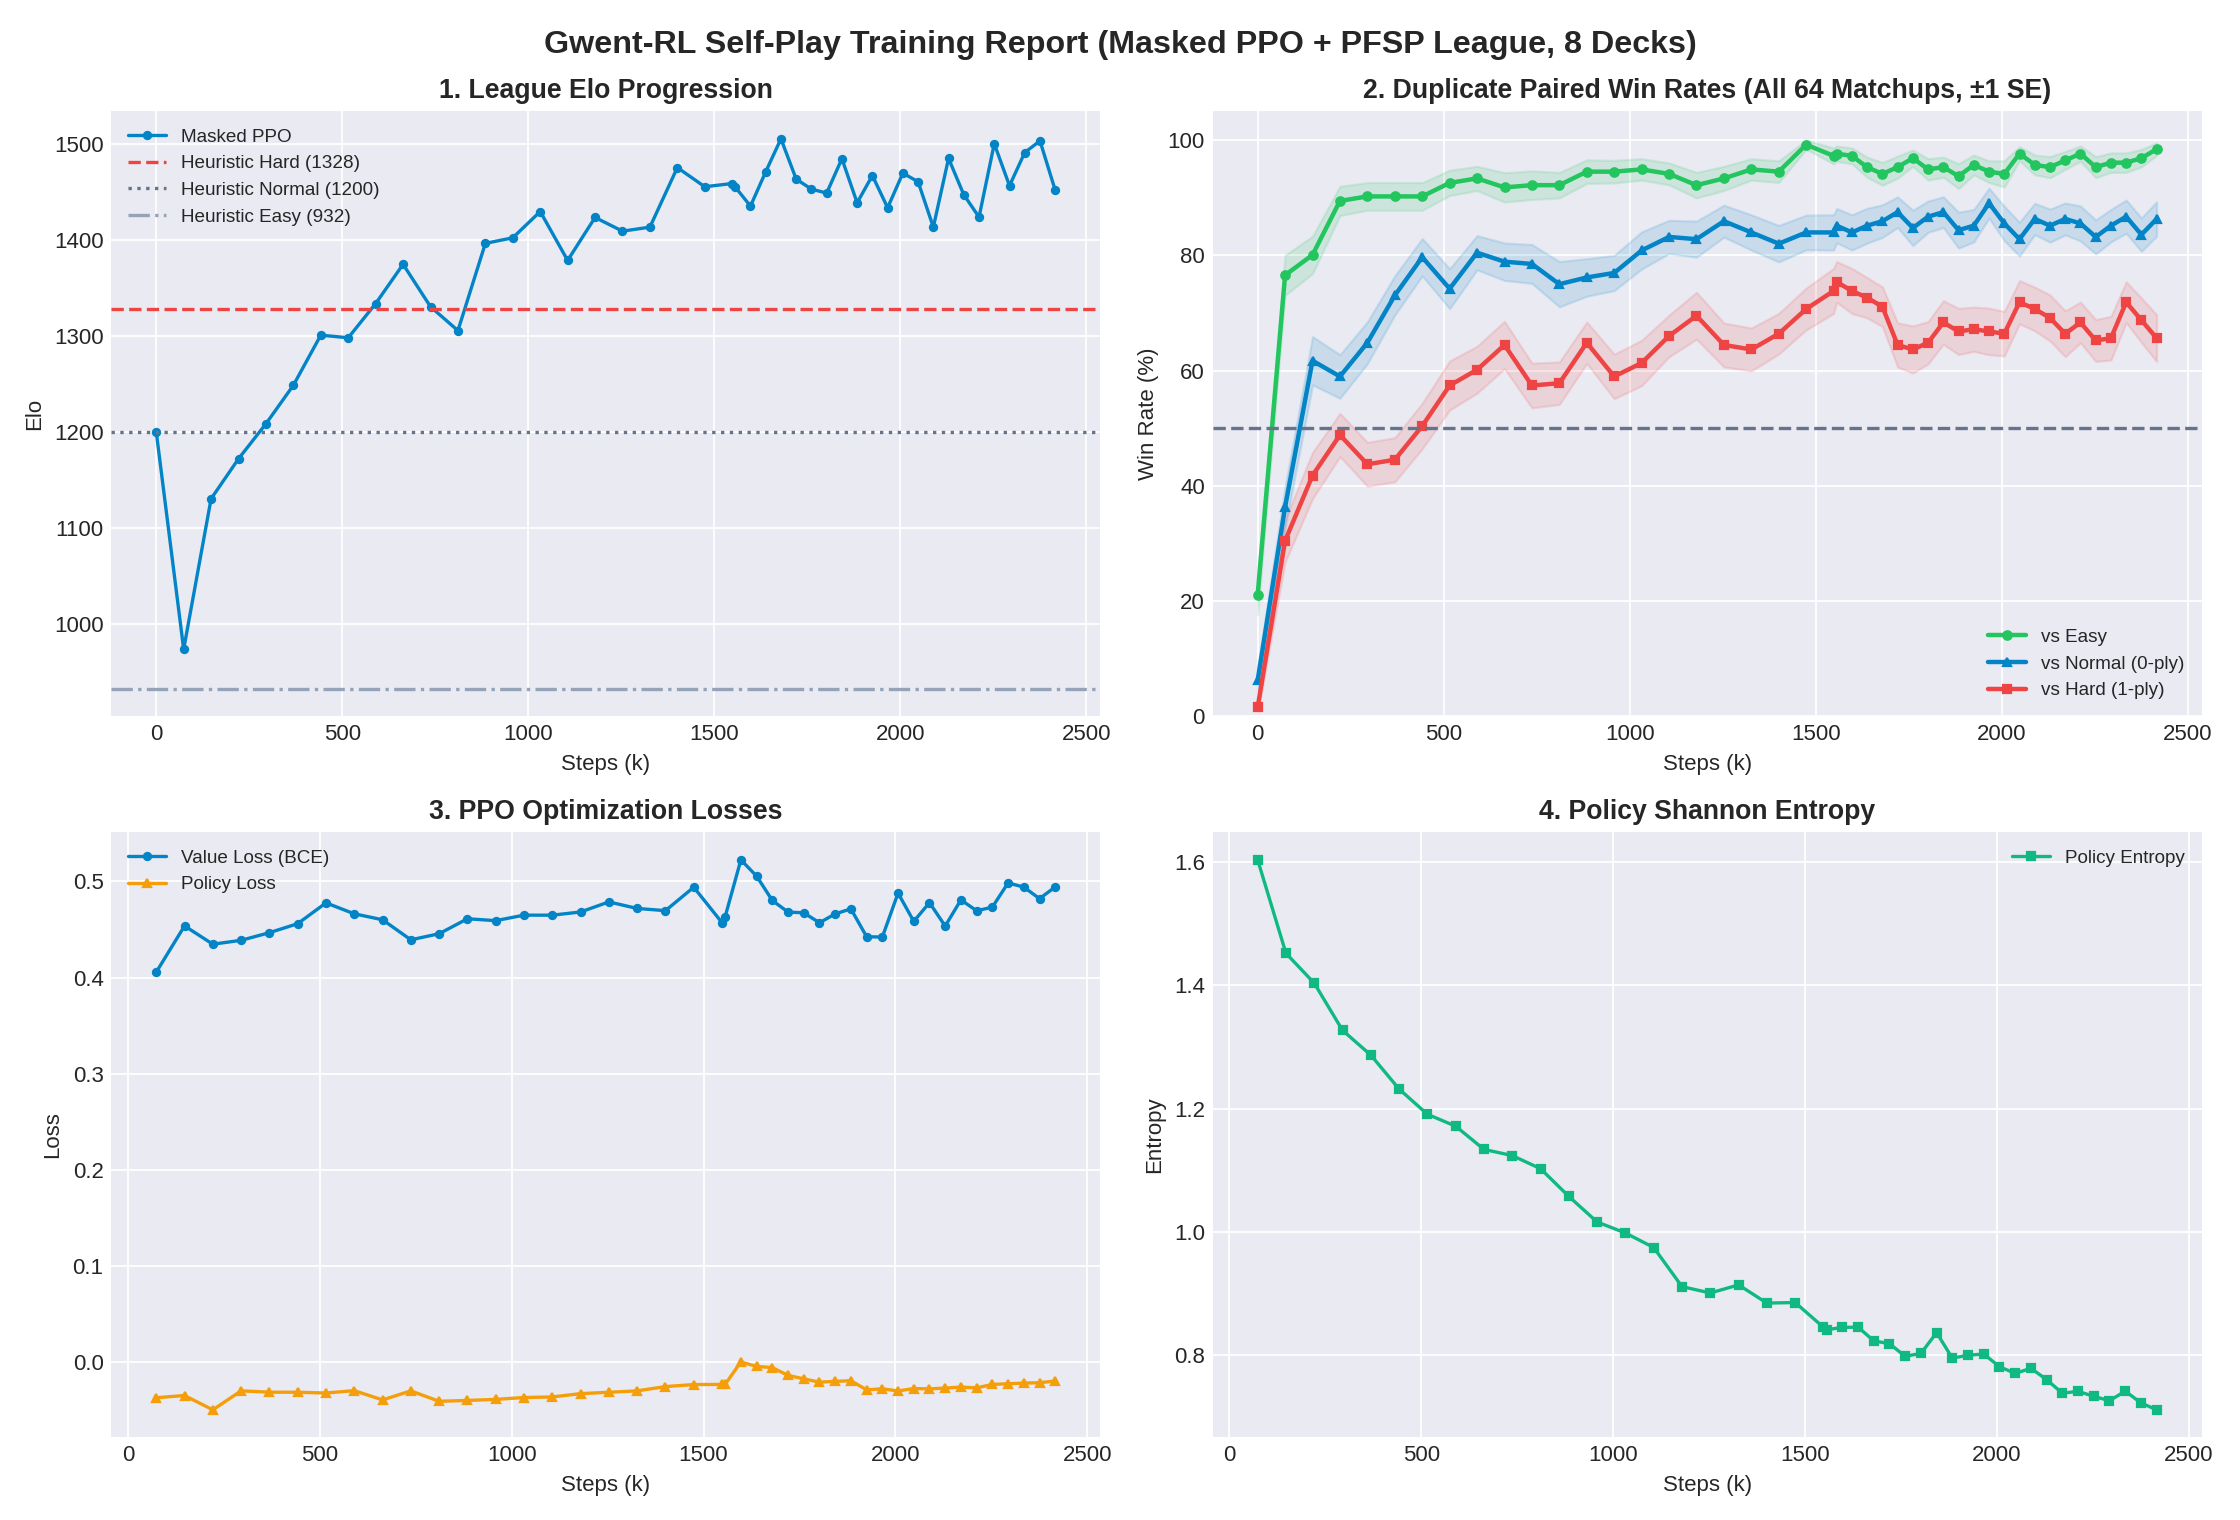 Gwent-RL Self-Play Training Report (Masked PPO + PFSP League, 8 Decks)
1. League Elo Progression
Masked PPO
Heuristic Hard (1328)
Heuristic Normal (1200)
Heuristic Easy (932)
Elo
1500
1400
1300
1200
1100
1000
0 500 1000 1500 2000 2500
Steps (k)
2. Duplicate Paired Win Rates (All 64 Matchups, ±1 SE)
Win Rate (%)
100
80
60
40
20
0
vs Easy
vs Normal (0-ply)
vs Hard (1-ply)
0 500 1000 1500 2000 2500
Steps (k)
3. PPO Optimization Losses
Value Loss (BCE)
Policy Loss
Loss
0.5
0.4
0.3
0.2
0.1
0.0
0 500 1000 1500 2000 2500
Steps (k)
4. Policy Shannon Entropy
Policy Entropy
Entropy
1.6
1.4
1.2
1.0
0.8
0 500 1000 1500 2000 2500
Steps (k)